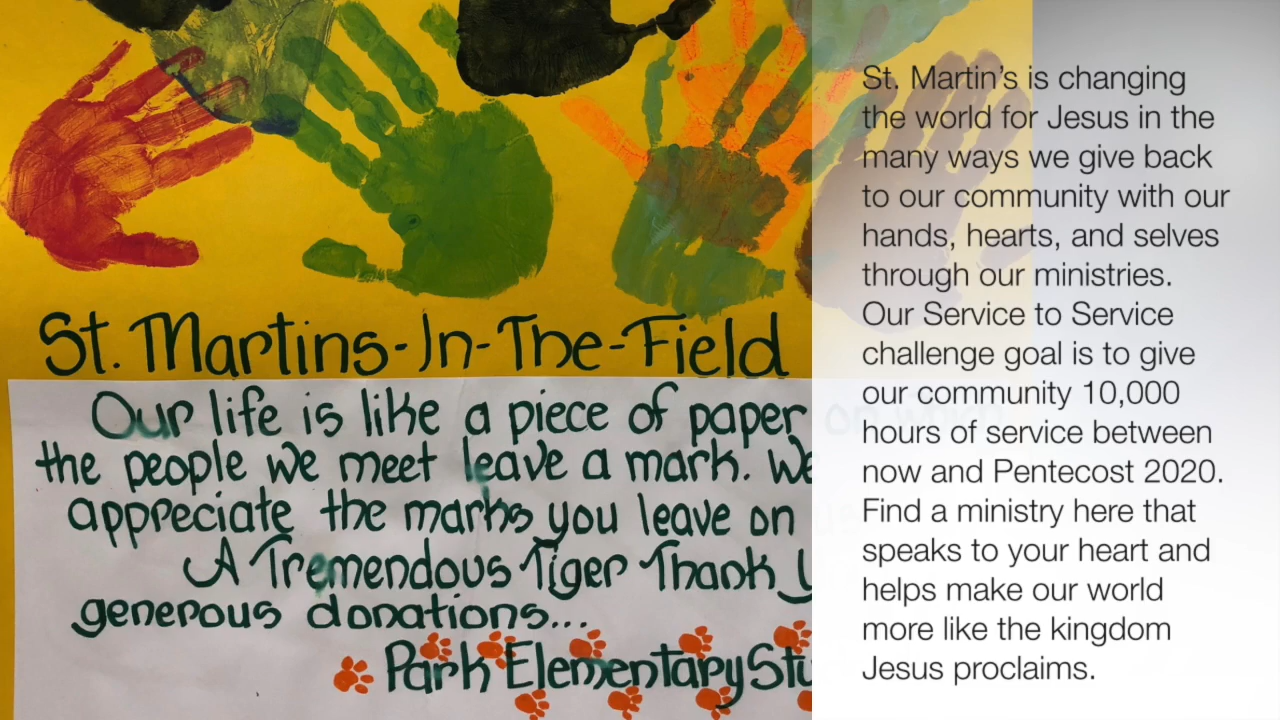 St. Martins-In-The-Field
Our life is like a piece of paper on which
the people we meet leave a mark. We
appreciate the marks you leave on us
A Tremendous Tiger Thank
generous donations...
Park Elementary
St. Martin's is changing
the world for Jesus in the
many ways we give back
to our community with our
hands, hearts, and selves
through our ministries.
Our Service to Service
challenge goal is to give
our community 10,000
hours of service between
now and Pentecost 2020.
Find a ministry here that
speaks to your heart and
helps make our world
more like the kingdom
Jesus proclaims.